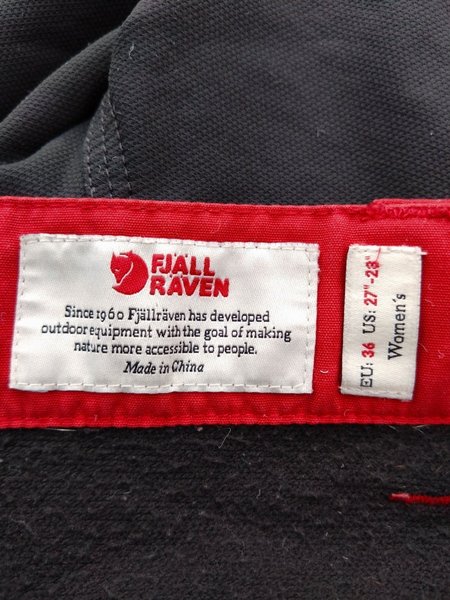 FJÄLL
RÄVEN
Since 1960 Fjällräven has developed
outdoor equipment with the goal of making
nature more accessible to people.
Made in China
EU: 36 US: 27"-28"
Women's